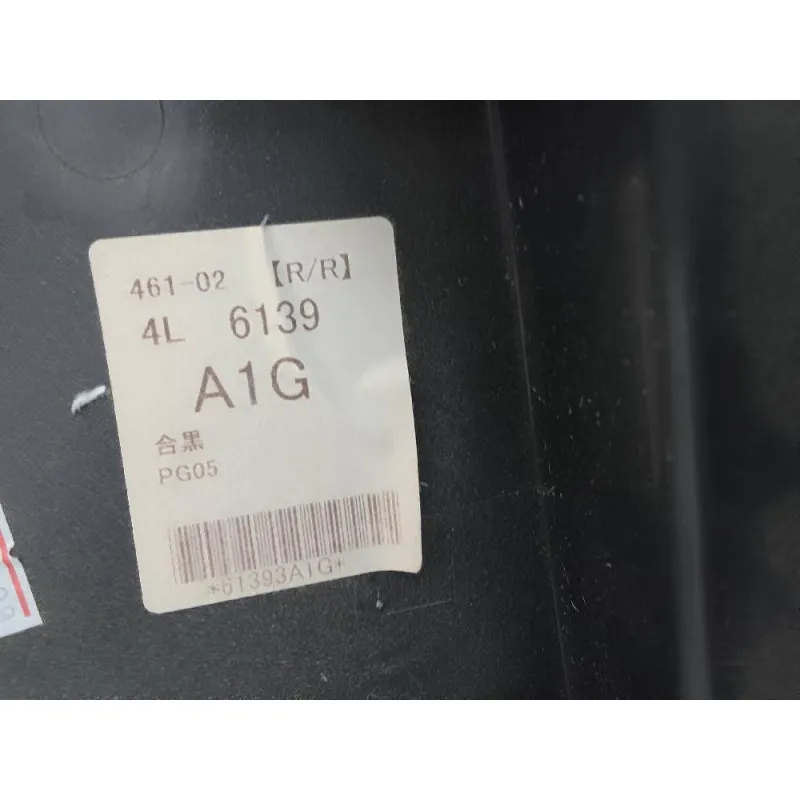 461-02 【R/R】
4L 6139
A1G
合黒
PG05
*61393A1G*